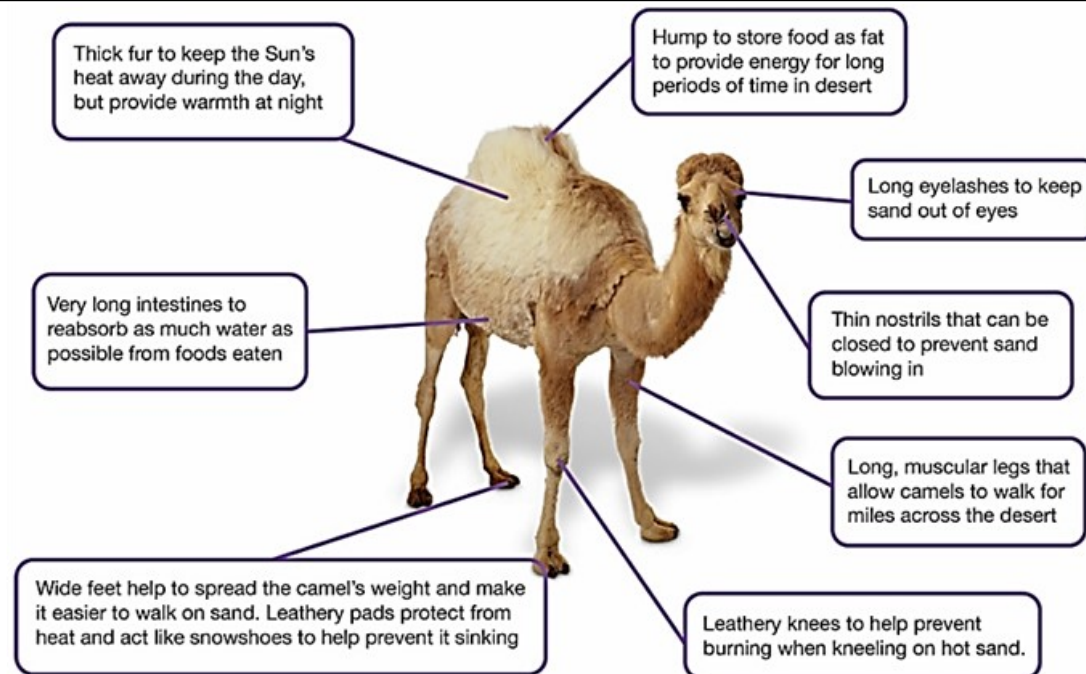 Thick fur to keep the Sun's
heat away during the day,
but provide warmth at night
Hump to store food as fat
to provide energy for long
periods of time in desert
Long eyelashes to keep
sand out of eyes
Very long intestines to
reabsorb as much water as
possible from foods eaten
Thin nostrils that can be
closed to prevent sand
blowing in
Long, muscular legs that
allow camels to walk for
miles across the desert
Wide feet help to spread the camel's weight and make
it easier to walk on sand. Leathery pads protect from
heat and act like snowshoes to help prevent it sinking
Leathery knees to help prevent
burning when kneeling on hot sand.